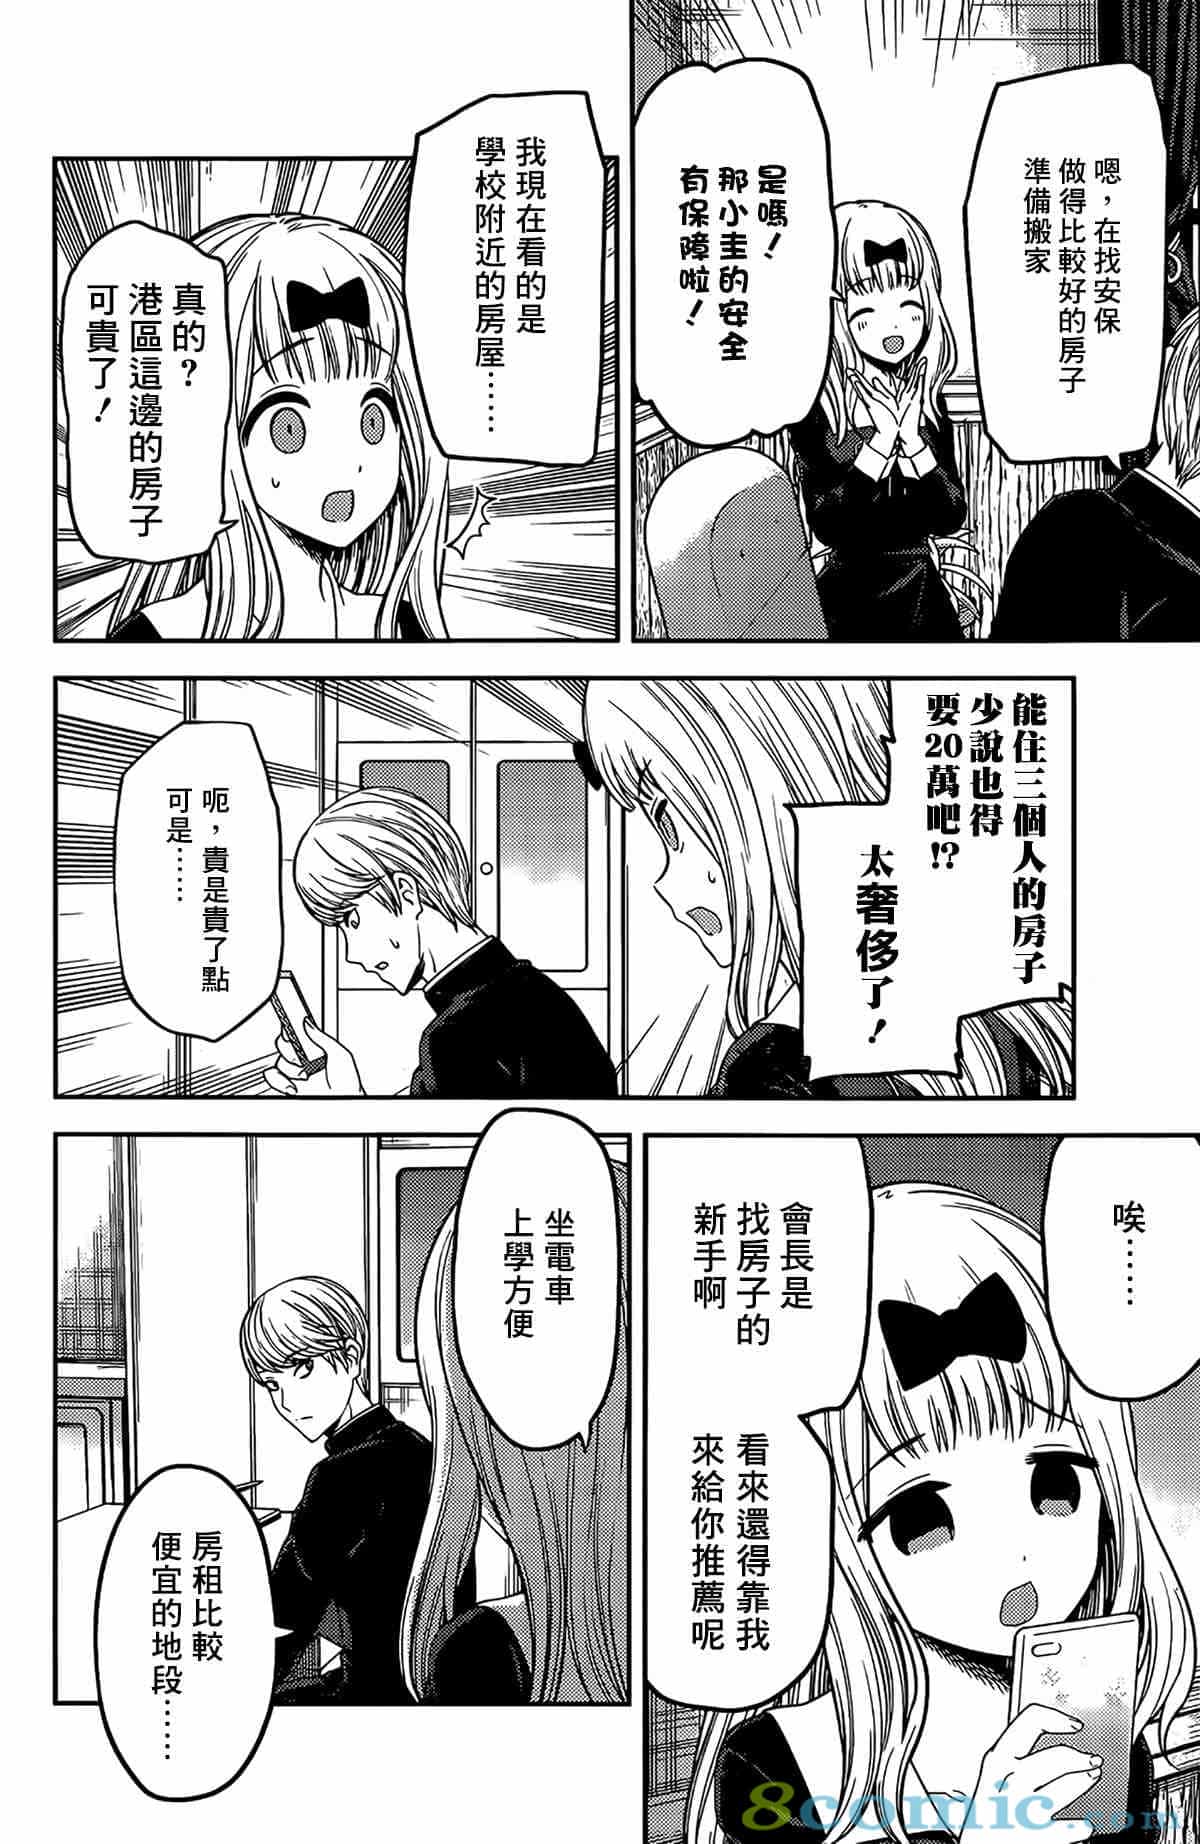 嗯，在找安保
做得比較好的房子
準備搬家
是嗎！
那小圭的安全
有保障啦！
我現在看的是
學校附近的房屋……
真的？
港區這邊的房子
可貴了！
能住三個人的房子
少說也得
要20萬吧!?
太奢侈了！
呃，貴是貴了點
可是……
唉……
會長是
找房子的
新手啊
看來還得靠我
來給你推薦呢
坐電車
上學方便
房租比較
便宜的地段……
8comic.com